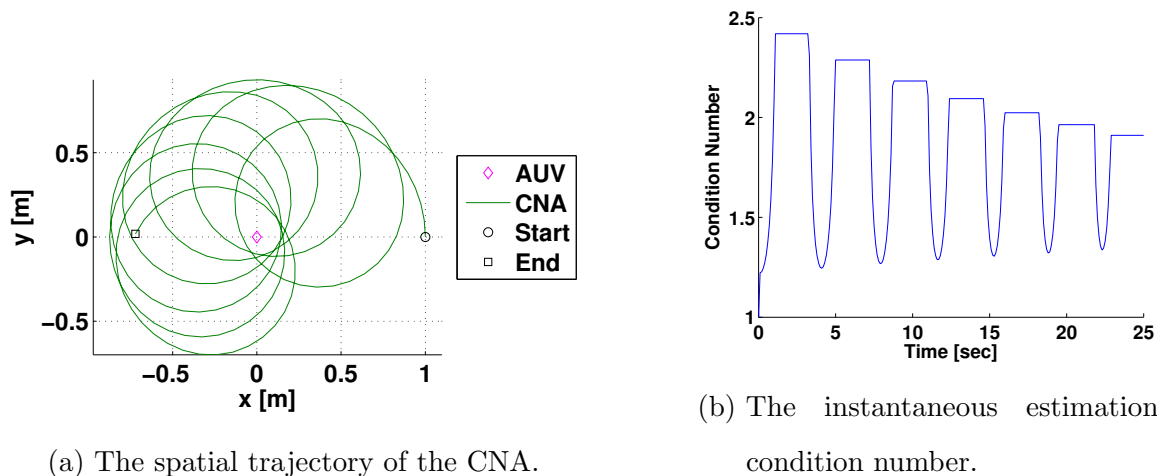 0.5
0
−0.5
y [m]
−0.5 0 0.5 1
x [m]
AUV
CNA
Start
End
(a) The spatial trajectory of the CNA.
2.5
2
1.5
1
Condition Number
0 5 10 15 20 25
Time [sec]
(b) The instantaneous estimation
condition number.